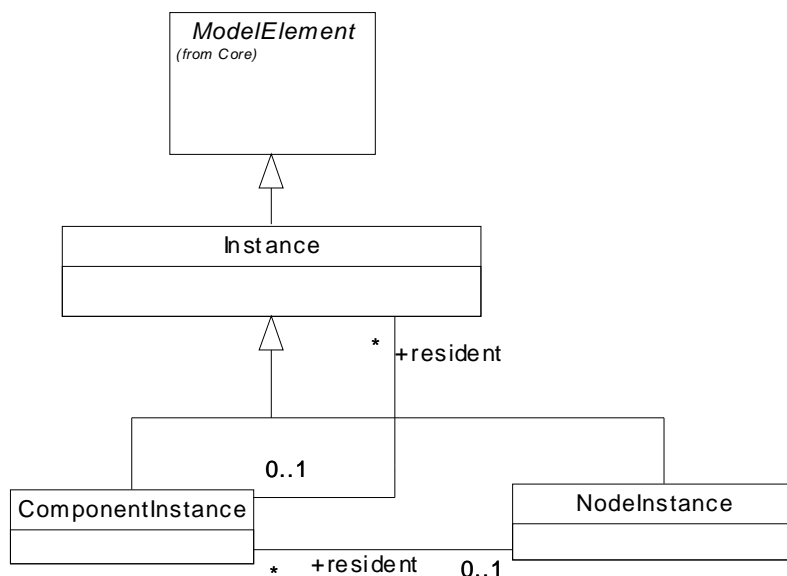 ModelElement
(from Core)
Instance
*
+resident
0..1
ComponentInstance
NodeInstance
*
+resident
0..1